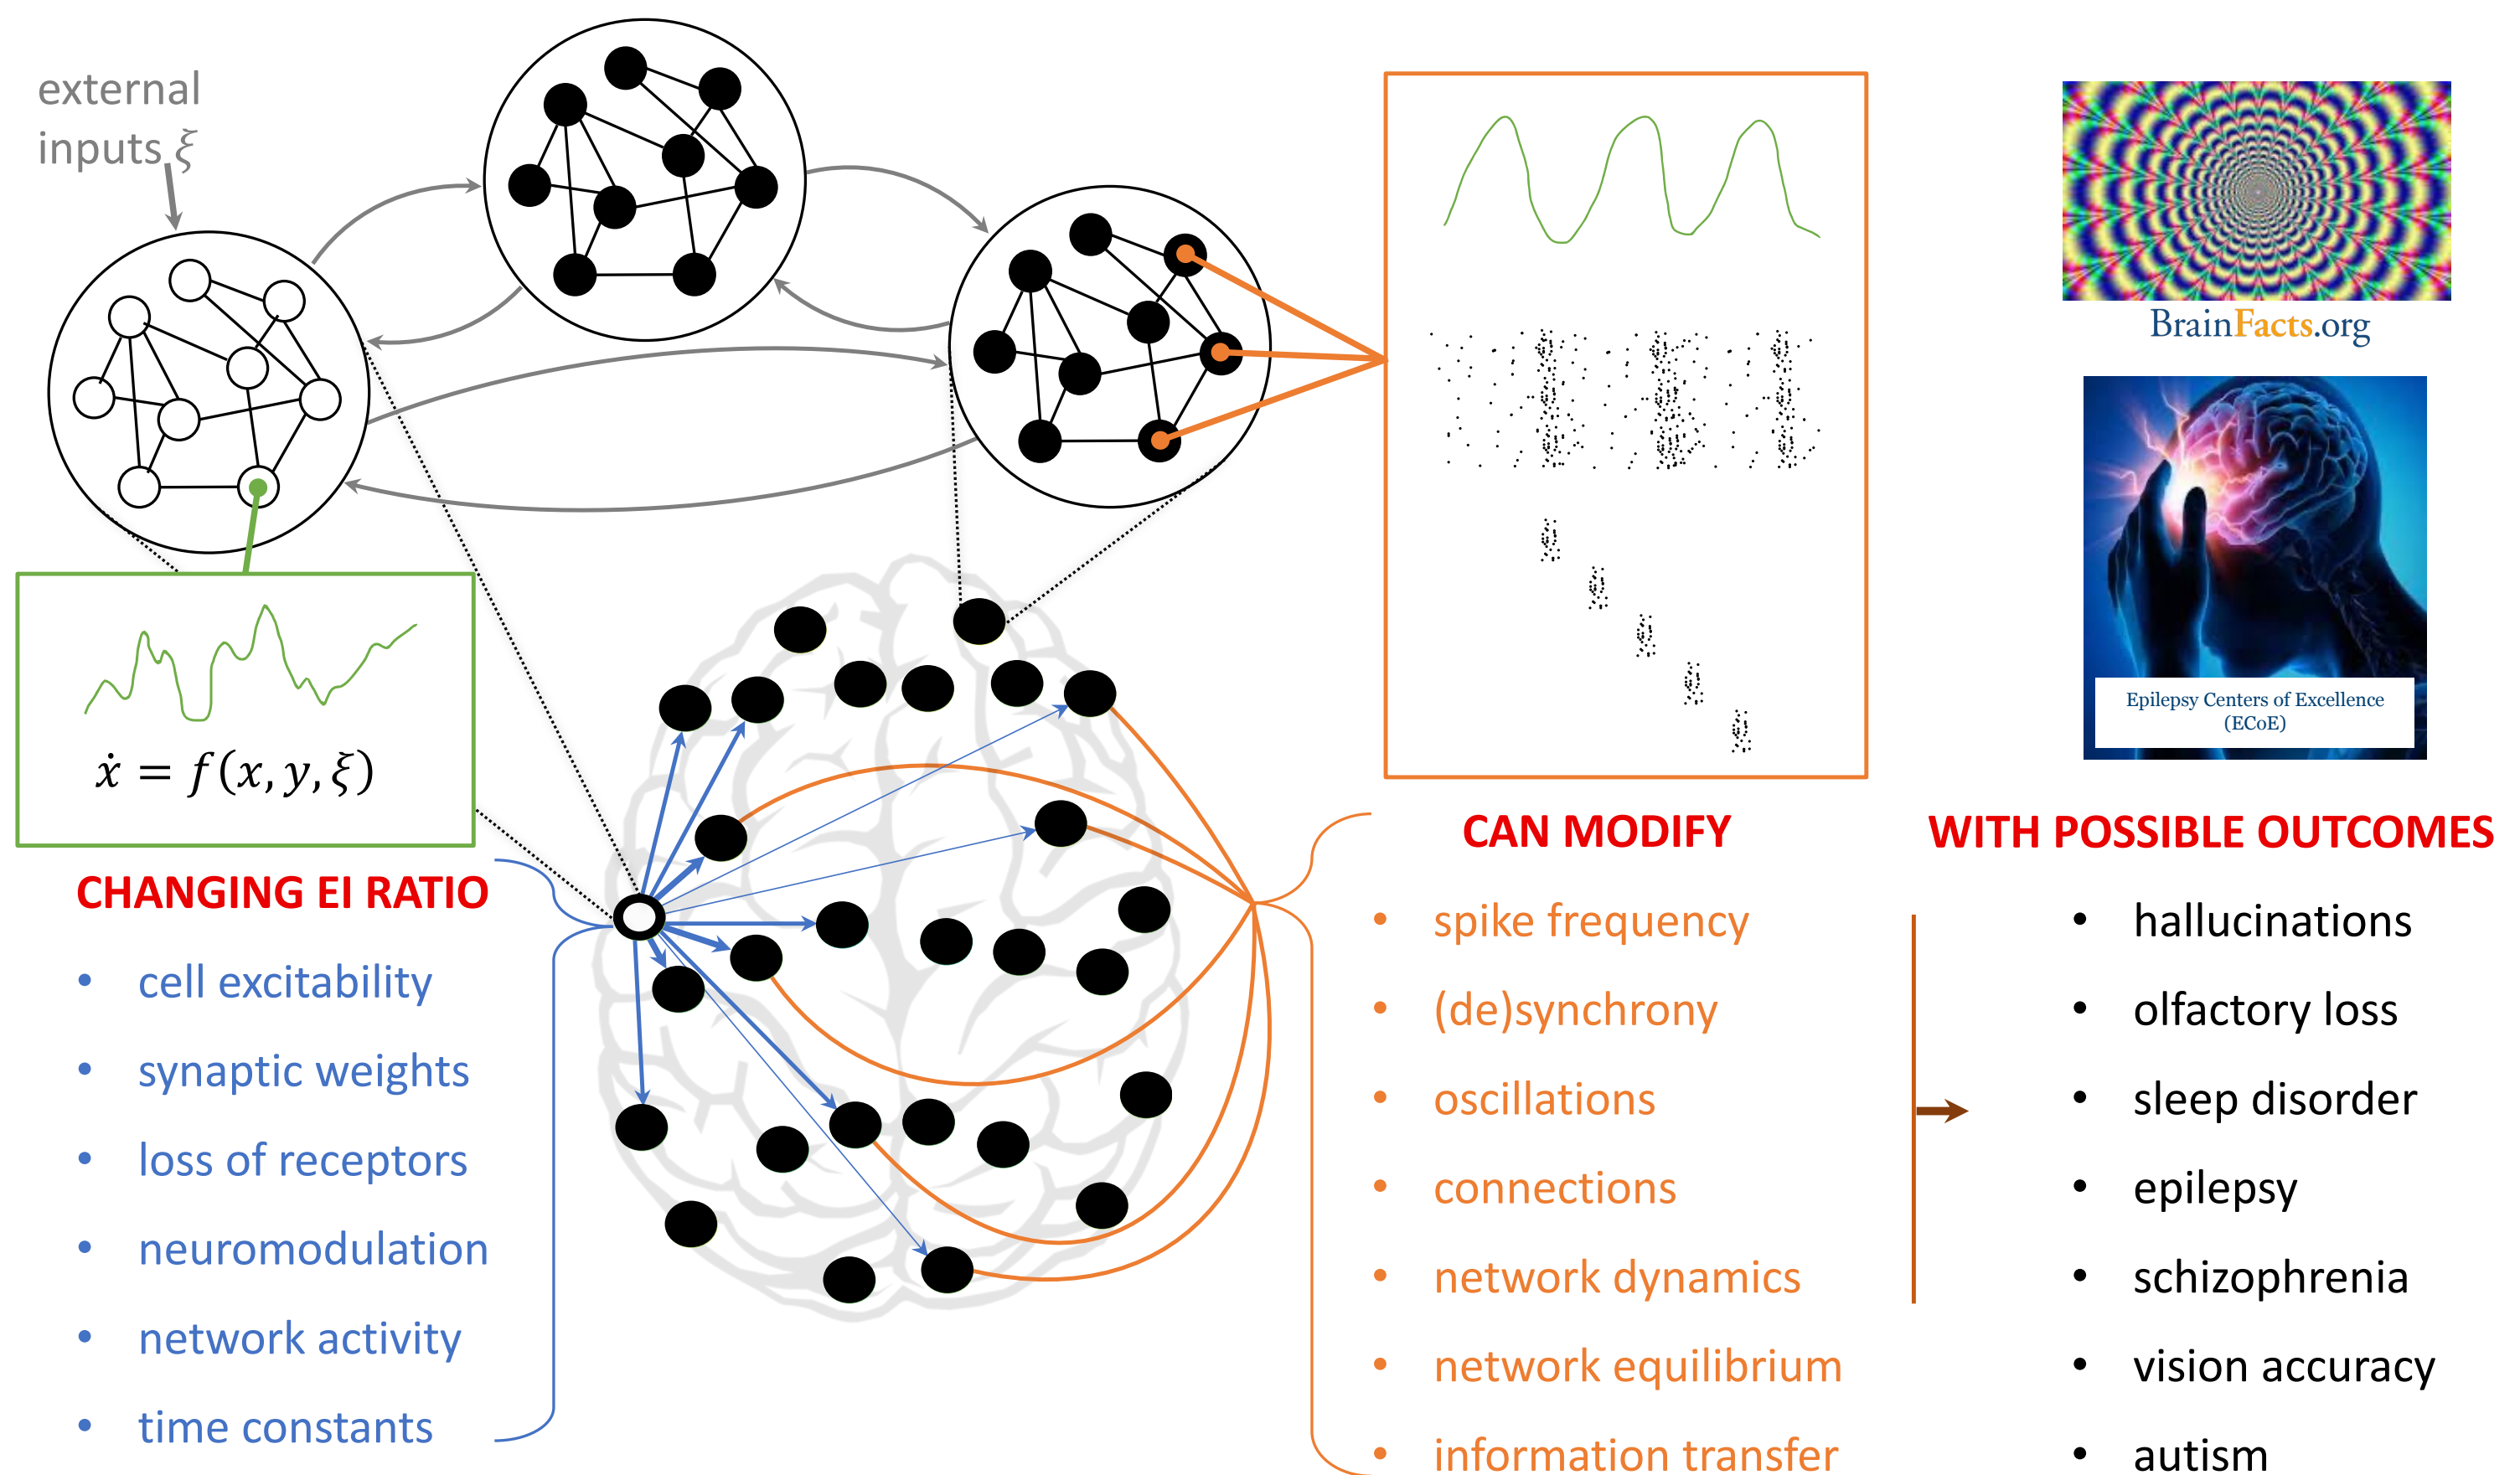 external
inputs ξ
ẋ = f(x, y, ξ)
CHANGING EI RATIO
• cell excitability
• synaptic weights
• loss of receptors
• neuromodulation
• network activity
• time constants
CAN MODIFY
• spike frequency
• (de)synchrony
• oscillations
• connections
• network dynamics
• network equilibrium
• information transfer
BrainFacts.org
Epilepsy Centers of Excellence
(ECoE)
WITH POSSIBLE OUTCOMES
• hallucinations
• olfactory loss
• sleep disorder
• epilepsy
• schizophrenia
• vision accuracy
• autism